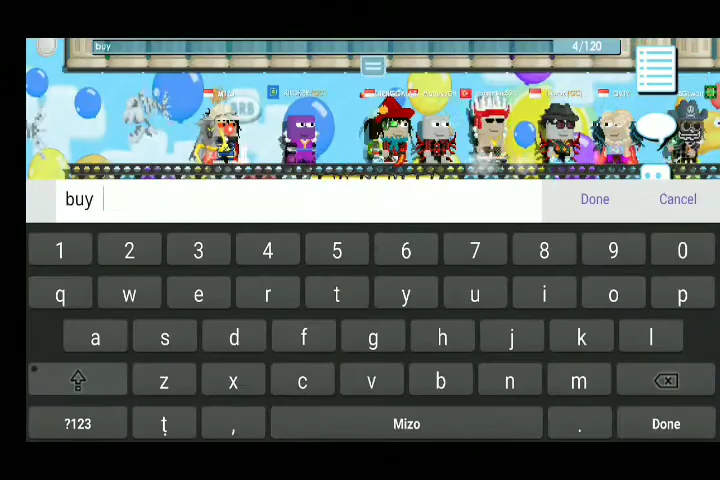 buy
4/120
BRB
buy
Done
Cancel
1 2 3 4 5 6 7 8 9 0
q w e r t y u i o p
a s d f g h j k l
z x c v b n m
?123 ṭ , Mizo . Done